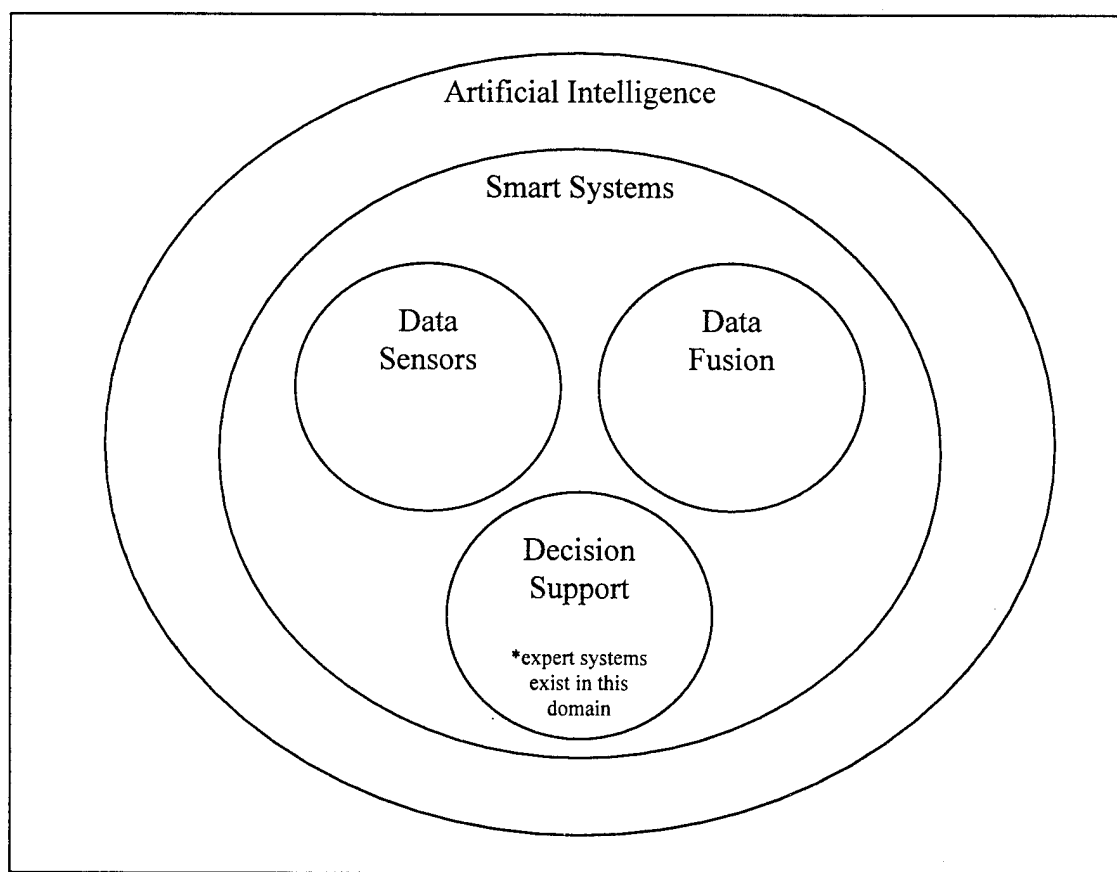 Artificial Intelligence
Smart Systems
Data
Sensors
Data
Fusion
Decision
Support
*expert systems
exist in this
domain